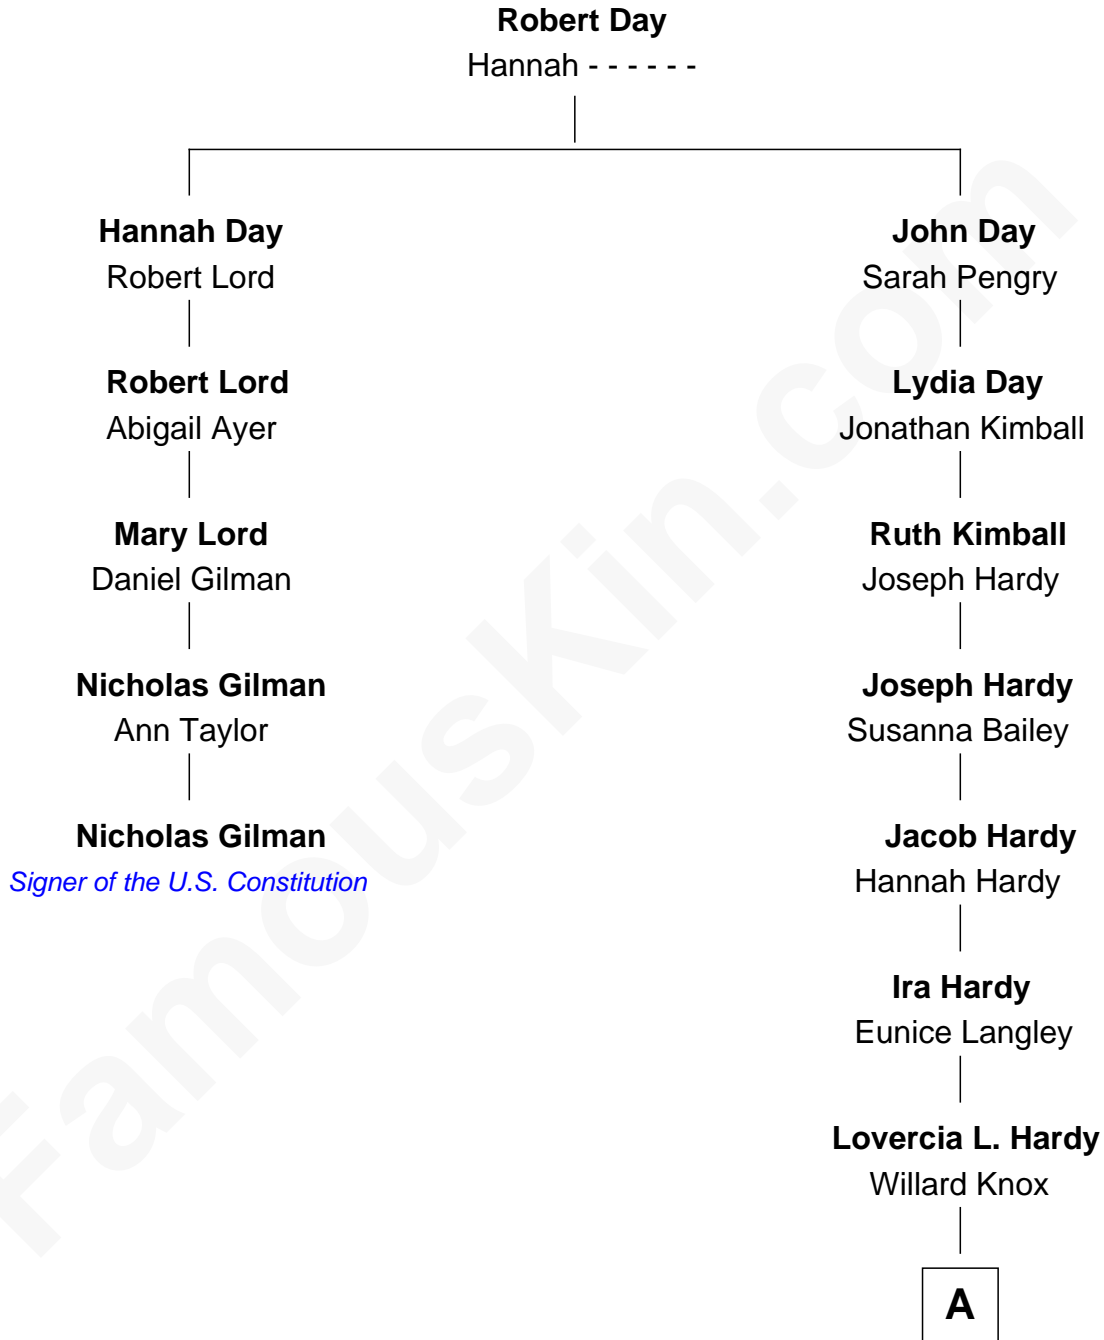 Robert Day
Hannah - - - - - -
Hannah Day
Robert Lord
John Day
Sarah Pengry
Robert Lord
Abigail Ayer
Lydia Day
Jonathan Kimball
Mary Lord
Daniel Gilman
Ruth Kimball
Joseph Hardy
Nicholas Gilman
Ann Taylor
Joseph Hardy
Susanna Bailey
Nicholas Gilman
Signer of the U.S. Constitution
Jacob Hardy
Hannah Hardy
Ira Hardy
Eunice Langley
Lovercia L. Hardy
Willard Knox
A
FamousKin.com